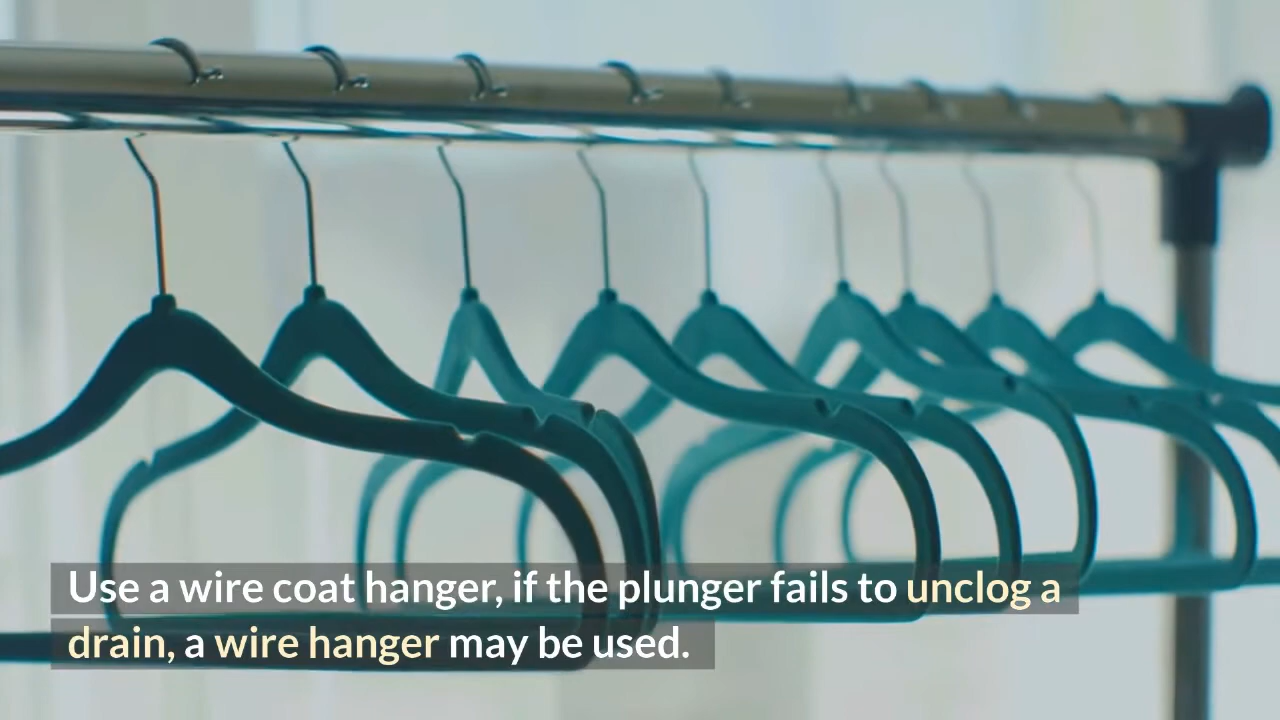 Use a wire coat hanger, if the plunger fails to unclog a
drain, a wire hanger may be used.